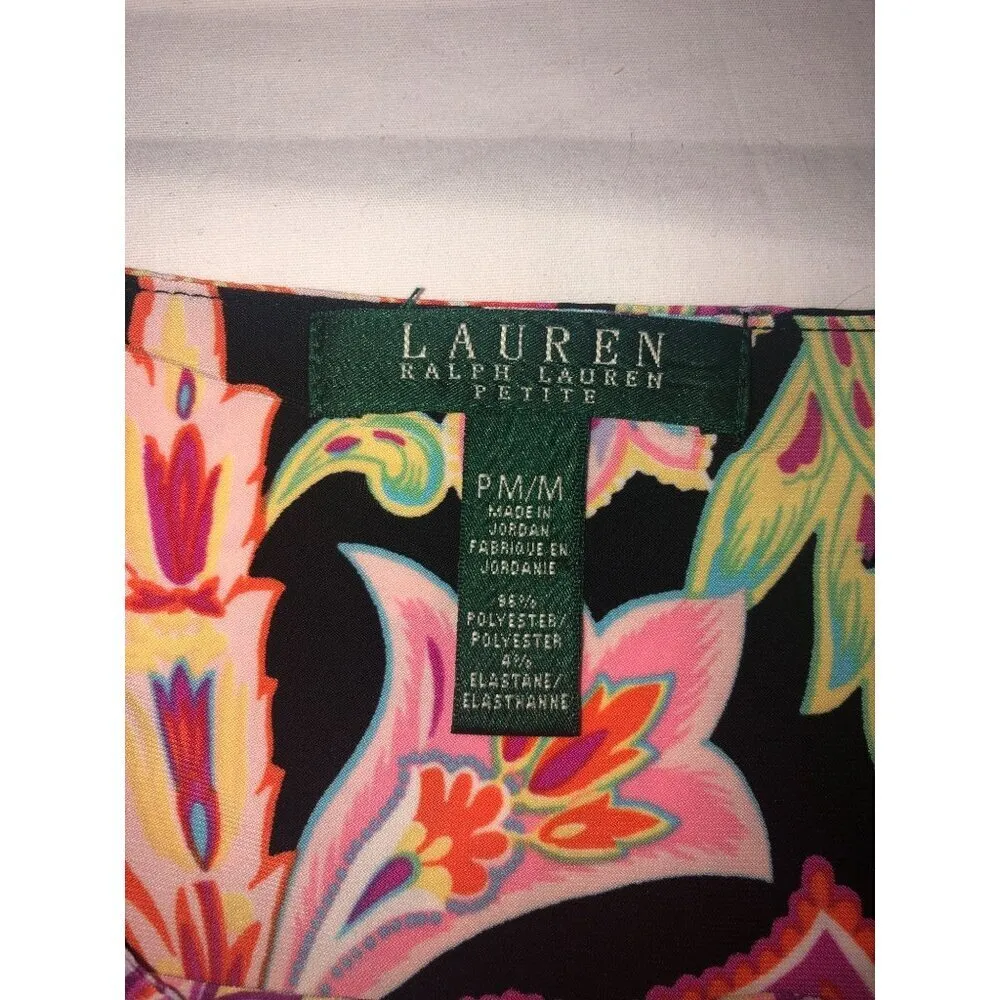 LAUREN
RALPH LAUREN
PETITE
PM/M
MADE IN
JORDAN
FABRIQUE EN
JORDANIE
96%
POLYESTER/
POLYESTER
4%
ELASTANE/
ELASTHANNE